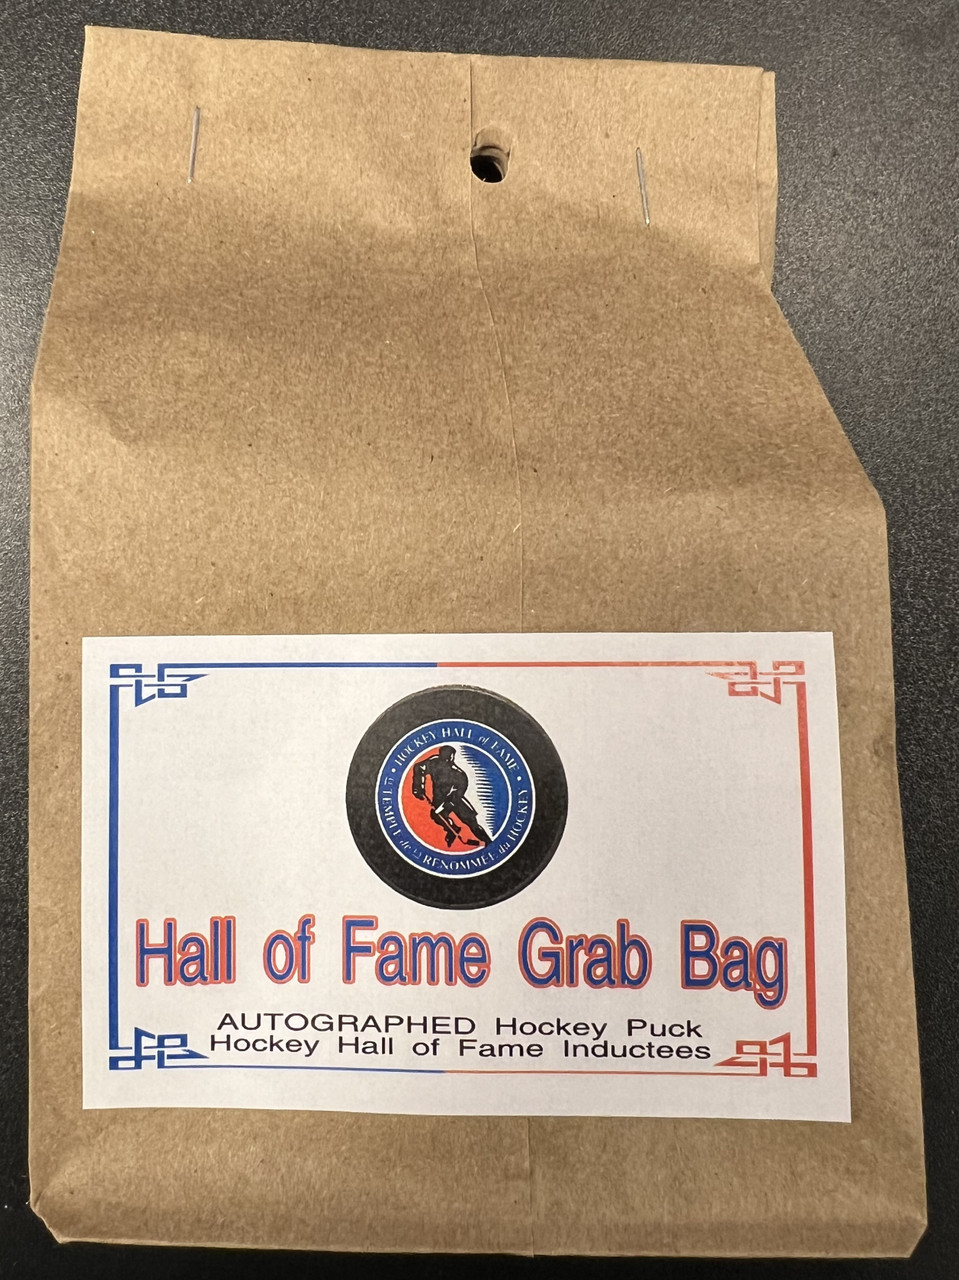 HOCKEY HALL of FAME
TEMPLE de la RENOMMÉE du HOCKEY
Hall of Fame Grab Bag
AUTOGRAPHED Hockey Puck
Hockey Hall of Fame Inductees